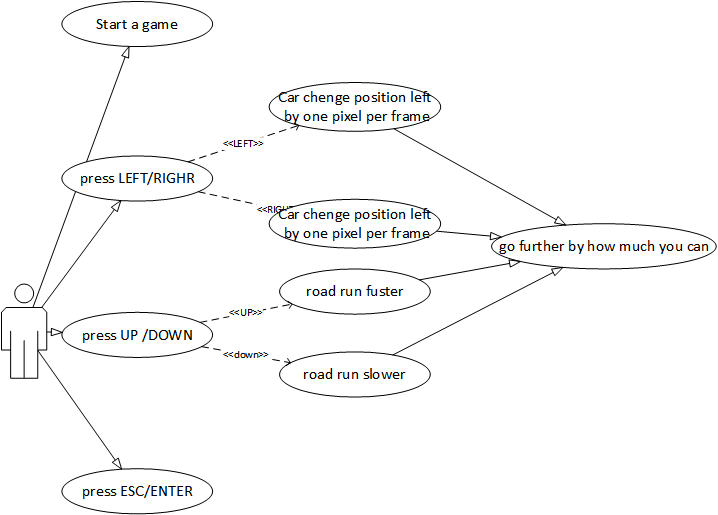 Start a game
Car chenge position left
by one pixel per frame
<<LEFT>>
press LEFT/RIGHR
<<RIGHT
Car chenge position left
by one pixel per frame
go further by how much you can
road run fuster
<<UP>>
press UP /DOWN
<<down>>
road run slower
press ESC/ENTER